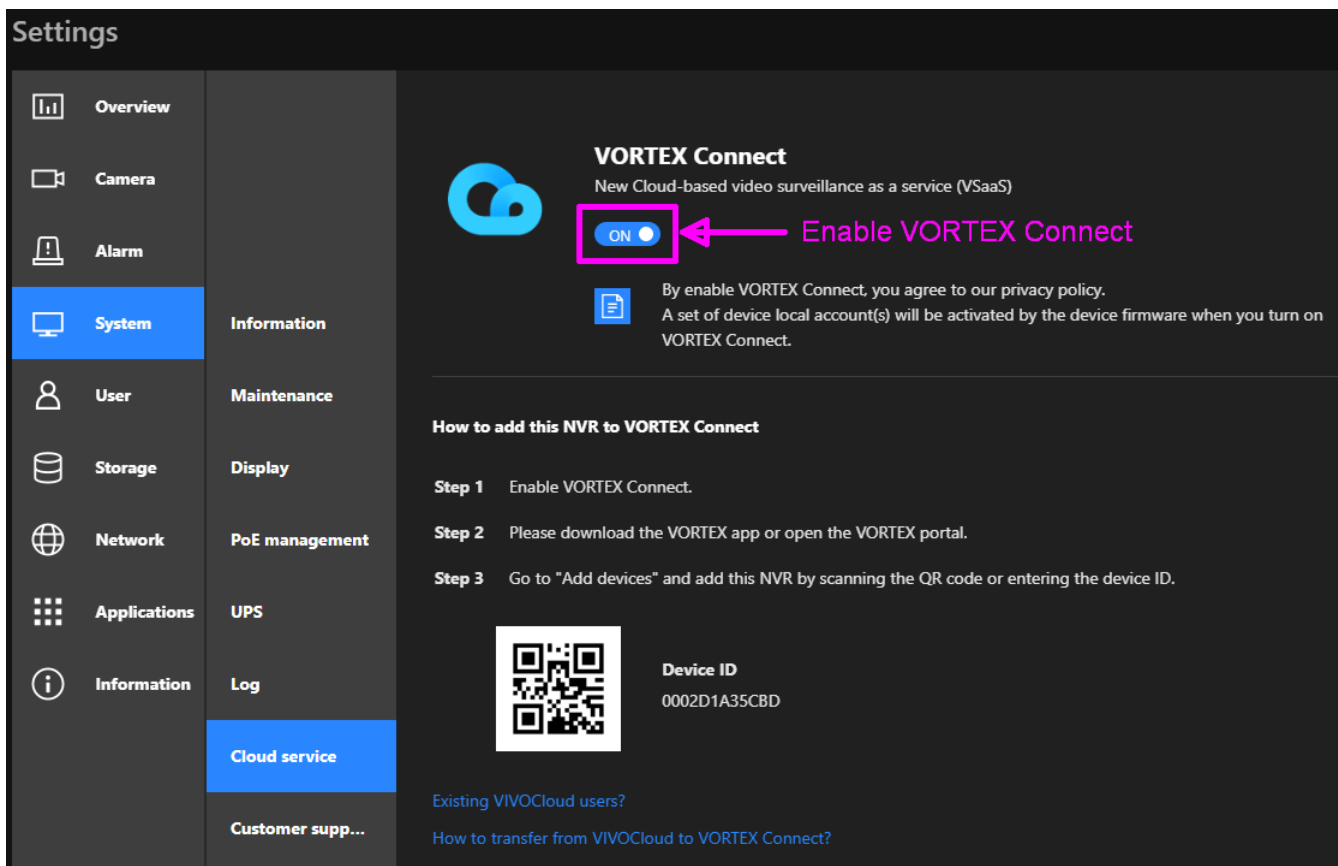 Settings
Overview
Camera
Alarm
System
User
Storage
Network
Applications
Information
Information
Maintenance
Display
PoE management
UPS
Log
Cloud service
Customer supp...
VORTEX Connect
New Cloud-based video surveillance as a service (VSaaS)
ON
Enable VORTEX Connect
By enable VORTEX Connect, you agree to our privacy policy.
A set of device local account(s) will be activated by the device firmware when you turn on
VORTEX Connect.
How to add this NVR to VORTEX Connect
Step 1 Enable VORTEX Connect.
Step 2 Please download the VORTEX app or open the VORTEX portal.
Step 3 Go to "Add devices" and add this NVR by scanning the QR code or entering the device ID.
Device ID
0002D1A35CBD
Existing VIVOCloud users?
How to transfer from VIVOCloud to VORTEX Connect?